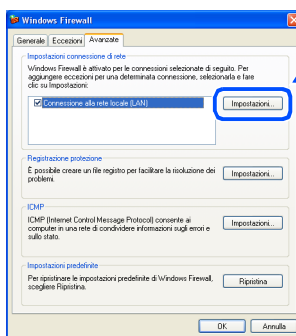 Windows Firewall
Generale Eccezioni Avanzate
Impostazioni connessione di rete
Windows Firewall è attivato per le connessioni selezionate di seguito. Per
aggiungere eccezioni per una determinata connessione, selezionarla e fare
clic su Impostazioni:
Connessione alla rete locale (LAN)
Impostazioni...
Registrazione protezione
È possibile creare un file registro per facilitare la risoluzione dei
problemi.
Impostazioni...
ICMP
ICMP (Internet Control Message Protocol) consente ai
computer in una rete di condividere informazioni sugli errori e
sullo stato.
Impostazioni...
Impostazioni predefinite
Per ripristinare le impostazioni predefinite di Windows Firewall,
scegliere Ripristina.
Ripristina
OK Annulla